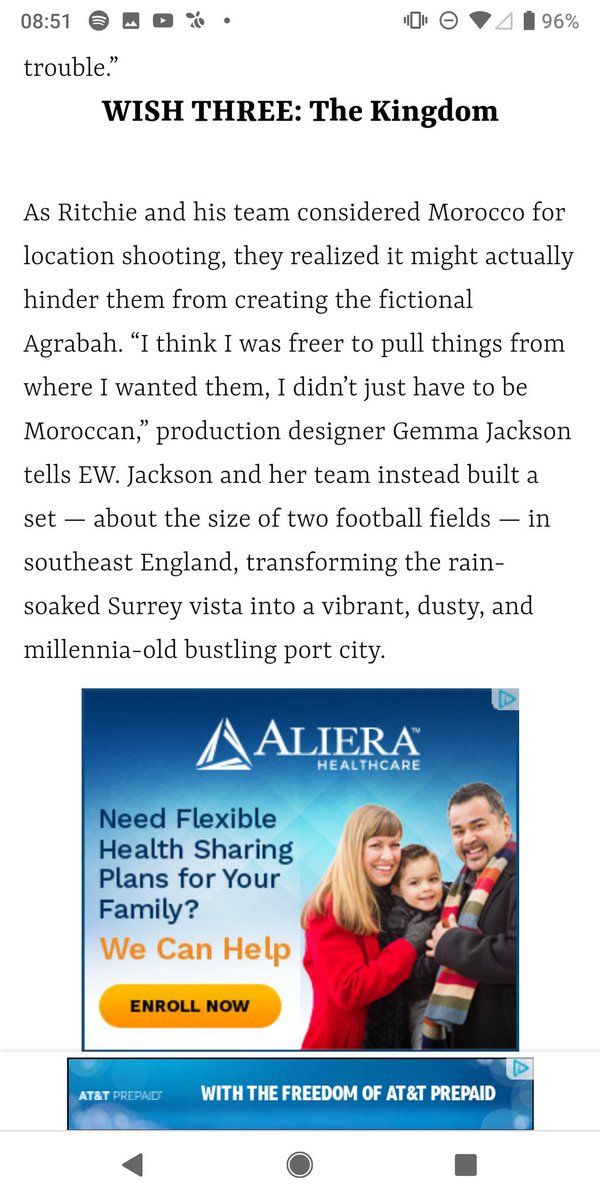 08:51
96%
trouble.”
WISH THREE: The Kingdom
As Ritchie and his team considered Morocco for
location shooting, they realized it might actually
hinder them from creating the fictional
Agrabah. “I think I was freer to pull things from
where I wanted them, I didn’t just have to be
Moroccan,” production designer Gemma Jackson
tells EW. Jackson and her team instead built a
set — about the size of two football fields — in
southeast England, transforming the rain-
soaked Surrey vista into a vibrant, dusty, and
millennia-old bustling port city.
ALIERA™
HEALTHCARE
Need Flexible
Health Sharing
Plans for Your
Family?
We Can Help
ENROLL NOW
AT&T PREPAID℠ WITH THE FREEDOM OF AT&T PREPAID